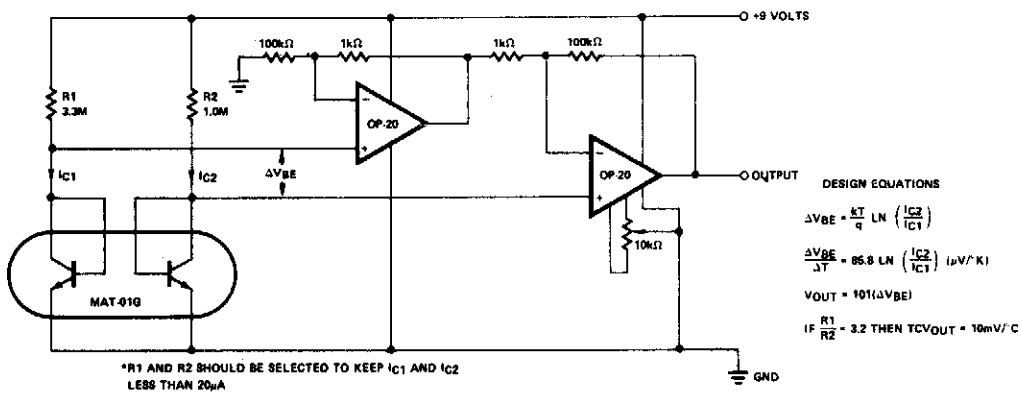 +9 VOLTS
100kΩ
1kΩ
1kΩ
100kΩ
R1
3.3M
R2
1.0M
−
OP-20
+
IC1
ΔVBE
IC2
−
OP-20
+
OUTPUT
10kΩ
MAT-01G
*R1 AND R2 SHOULD BE SELECTED TO KEEP IC1 AND IC2
LESS THAN 20μA
GND
DESIGN EQUATIONS
ΔVBE = kT/q LN (IC2/IC1)
ΔVBE/ΔT = 85.8 LN (IC2/IC1) (μV/°K)
VOUT = 101(ΔVBE)
IF R1/R2 = 3.2 THEN TCVOUT = 10mV/°C